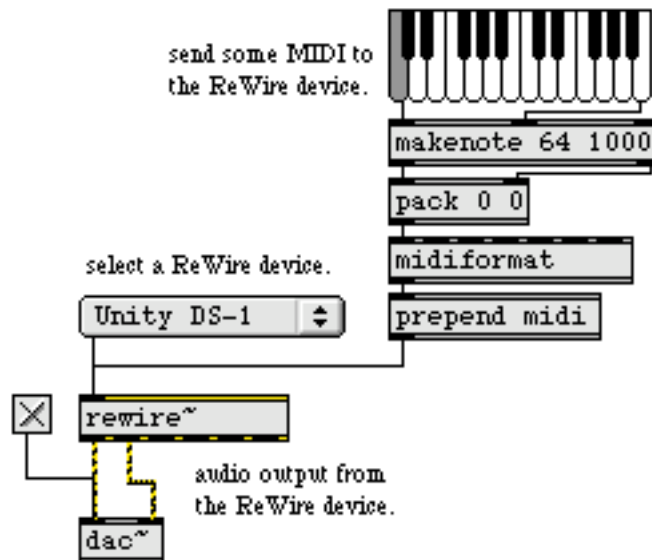 send some MIDI to
the ReWire device.
makenote 64 1000
pack 0 0
midiformat
select a ReWire device.
Unity DS-1
prepend midi
rewire~
audio output from
the ReWire device.
dac~